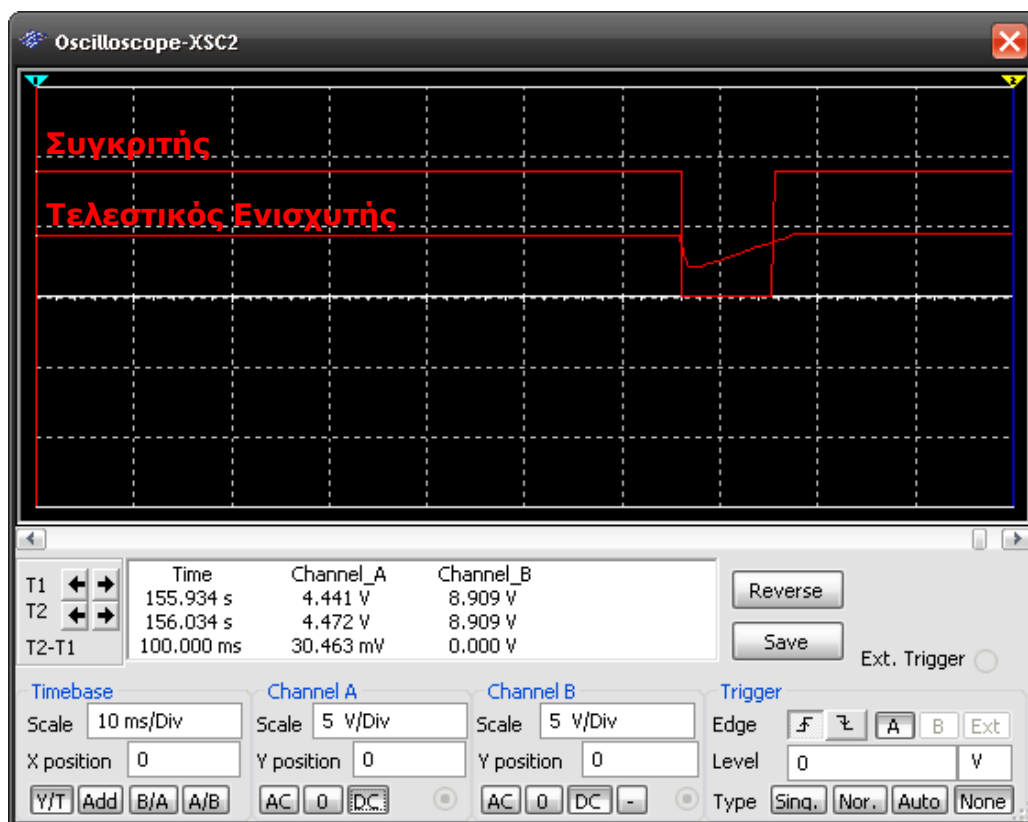 Oscilloscope-XSC2
1 2
Συγκριτής
Τελεστικός Ενισχυτής
Time Channel_A Channel_B
T1 155.934 s 4.441 V 8.909 V
T2 156.034 s 4.472 V 8.909 V
T2-T1 100.000 ms 30.463 mV 0.000 V
Reverse
Save
Ext. Trigger
Timebase Channel A Channel B Trigger
Scale 10 ms/Div Scale 5 V/Div Scale 5 V/Div Edge A B Ext
X position 0 Y position 0 Y position 0 Level 0 V
Y/T Add B/A A/B AC 0 DC AC 0 DC - Type Sing. Nor. Auto None